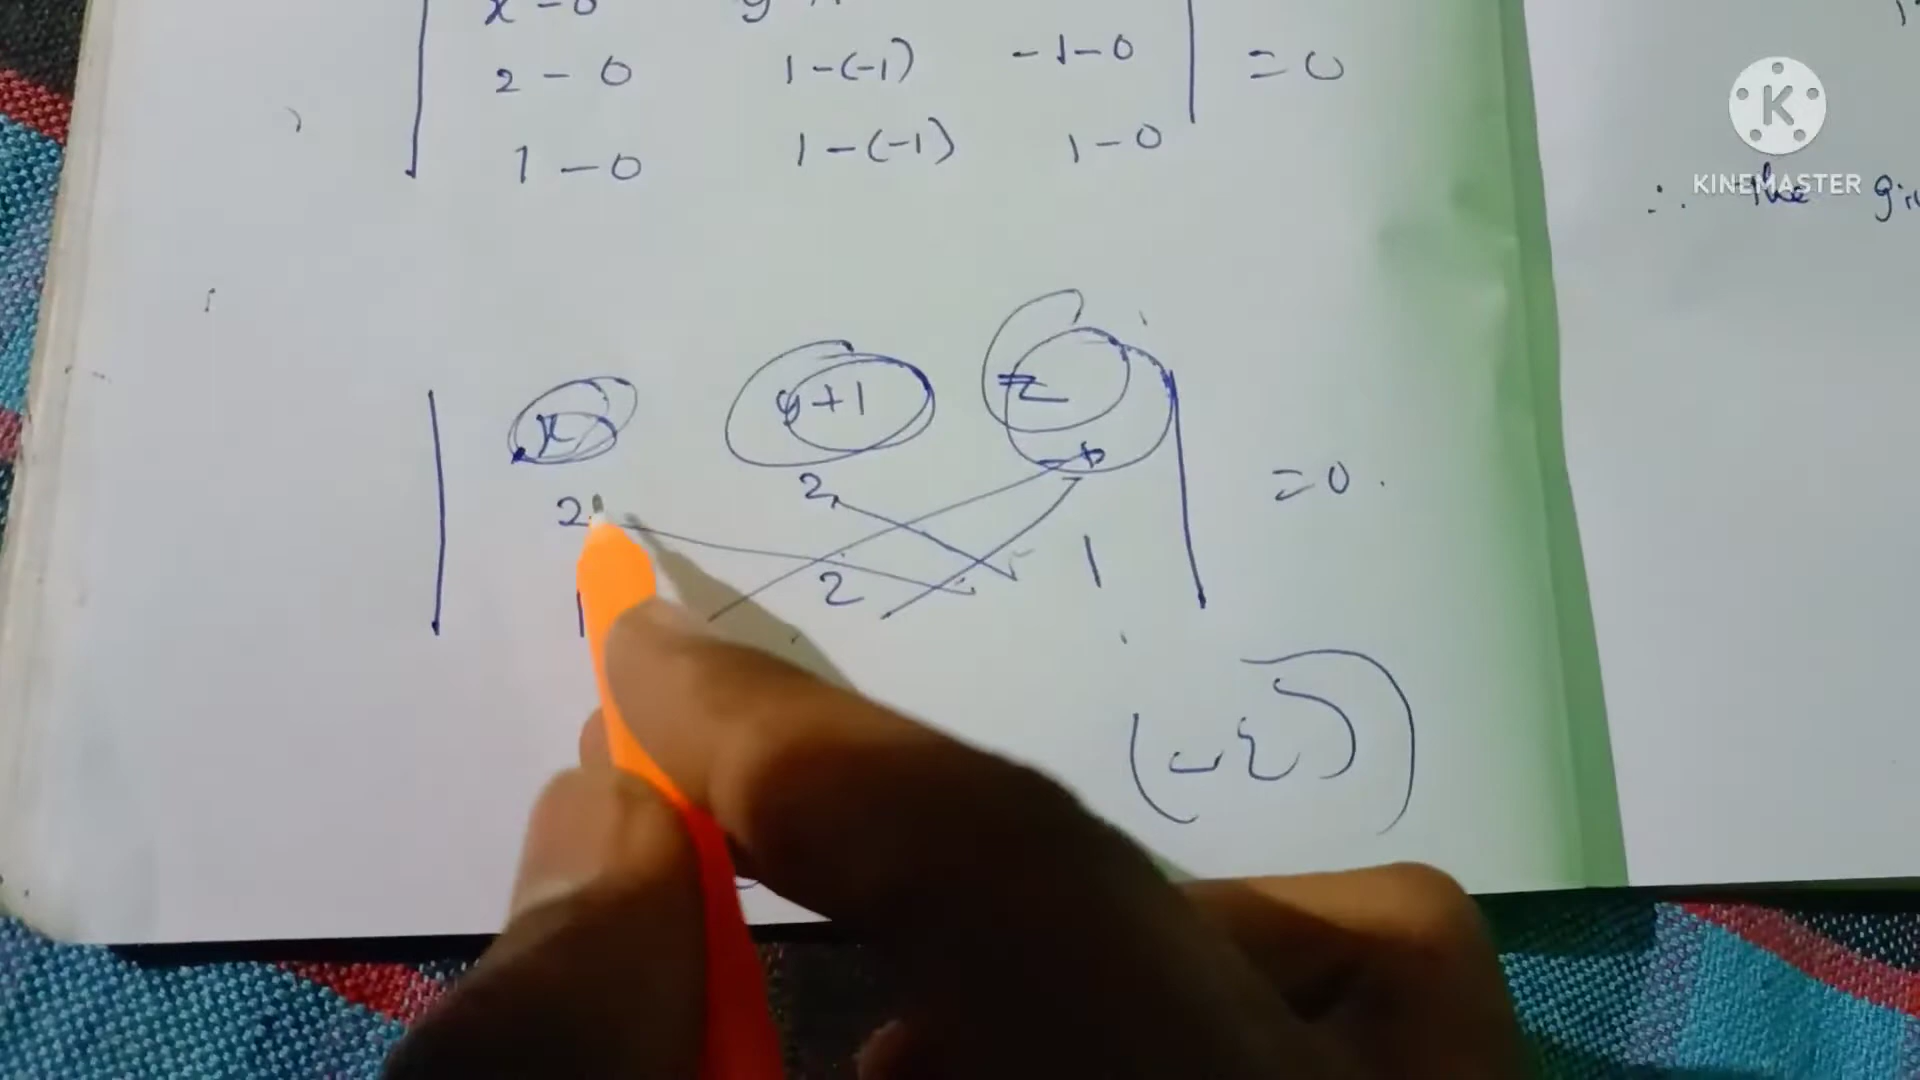 x - 0
2 - 0 1 - (-1) - 1 - 0 = 0
1 - 0 1 - (-1) 1 - 0
K
KINEMASTER
∴ the
x y + 1 z
2 2 = 0
1 2 1